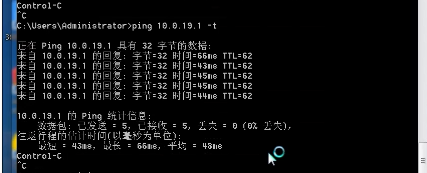 Control-C
^C
C:\Users\Administrator>ping 10.0.19.1 -t
正在 Ping 10.0.19.1 具有 32 字节的数据:
来自 10.0.19.1 的回复: 字节=32 时间=66ms TTL=62
来自 10.0.19.1 的回复: 字节=32 时间=43ms TTL=62
来自 10.0.19.1 的回复: 字节=32 时间=45ms TTL=62
来自 10.0.19.1 的回复: 字节=32 时间=45ms TTL=62
来自 10.0.19.1 的回复: 字节=32 时间=44ms TTL=62
10.0.19.1 的 Ping 统计信息:
数据包: 已发送 = 5, 已接收 = 5, 丢失 = 0 (0% 丢失),
往返行程的估计时间(以毫秒为单位):
最短 = 43ms, 最长 = 66ms, 平均 = 48ms
Control-C
^C